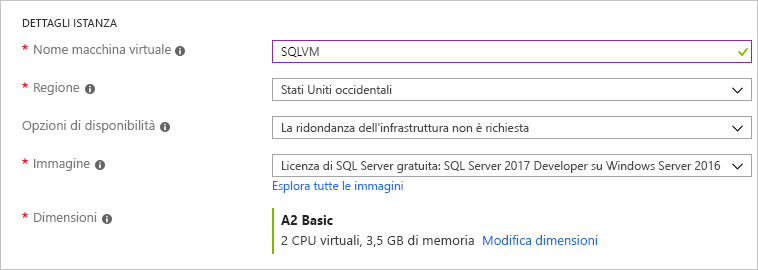 DETTAGLI ISTANZA
* Nome macchina virtuale
SQLVM
* Regione
Stati Uniti occidentali
Opzioni di disponibilità
La ridondanza dell'infrastruttura non è richiesta
* Immagine
Licenza di SQL Server gratuita: SQL Server 2017 Developer su Windows Server 2016
Esplora tutte le immagini
* Dimensioni
A2 Basic
2 CPU virtuali, 3,5 GB di memoria Modifica dimensioni